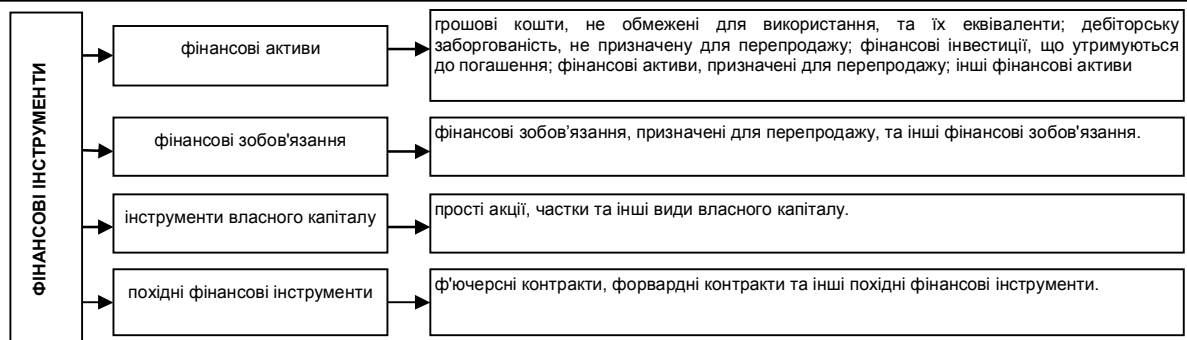 ФІНАНСОВІ ІНСТРУМЕНТИ
фінансові активи
грошові кошти, не обмежені для використання, та їх еквіваленти; дебіторську
заборгованість, не призначену для перепродажу; фінансові інвестиції, що утримуються
до погашення; фінансові активи, призначені для перепродажу; інші фінансові активи
фінансові зобов'язання
фінансові зобов’язання, призначені для перепродажу, та інші фінансові зобов'язання.
інструменти власного капіталу
прості акції, частки та інші види власного капіталу.
похідні фінансові інструменти
ф'ючерсні контракти, форвардні контракти та інші похідні фінансові інструменти.